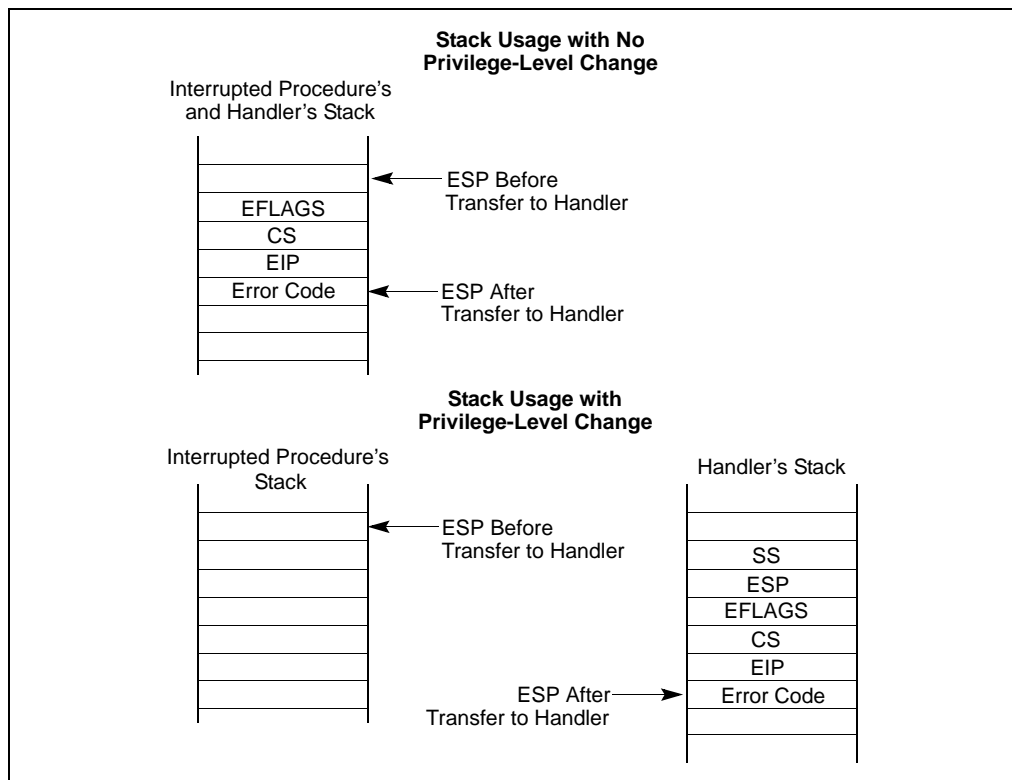 Stack Usage with No
Privilege-Level Change
Interrupted Procedure's
and Handler's Stack
ESP Before
Transfer to Handler
EFLAGS
CS
EIP
Error Code
ESP After
Transfer to Handler
Stack Usage with
Privilege-Level Change
Interrupted Procedure's
Stack
Handler's Stack
ESP Before
Transfer to Handler
SS
ESP
EFLAGS
CS
EIP
ESP After
Transfer to Handler
Error Code